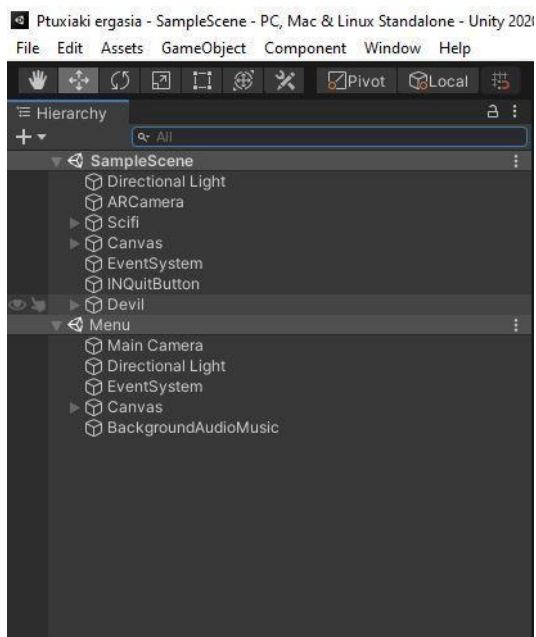 Ptuxiaki ergasia - SampleScene - PC, Mac & Linux Standalone - Unity 202
File Edit Assets GameObject Component Window Help
Pivot Local
Hierarchy
All
SampleScene
Directional Light
ARCamera
Scifi
Canvas
EventSystem
INQuitButton
Devil
Menu
Main Camera
Directional Light
EventSystem
Canvas
BackgroundAudioMusic